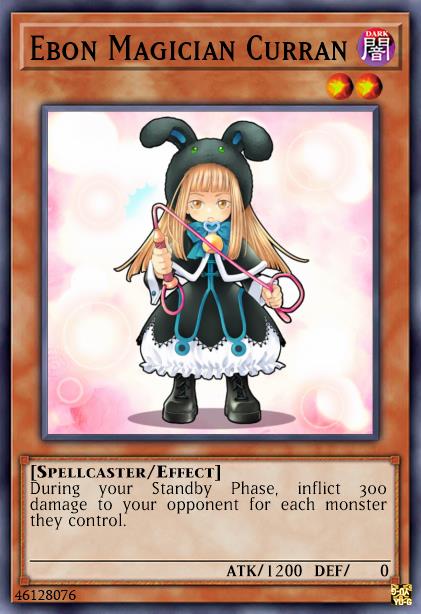 Ebon Magician Curran
DARK
闇
[Spellcaster/Effect]
During your Standby Phase, inflict 300
damage to your opponent for each monster
they control.
ATK/1200 DEF/ 0
46128076